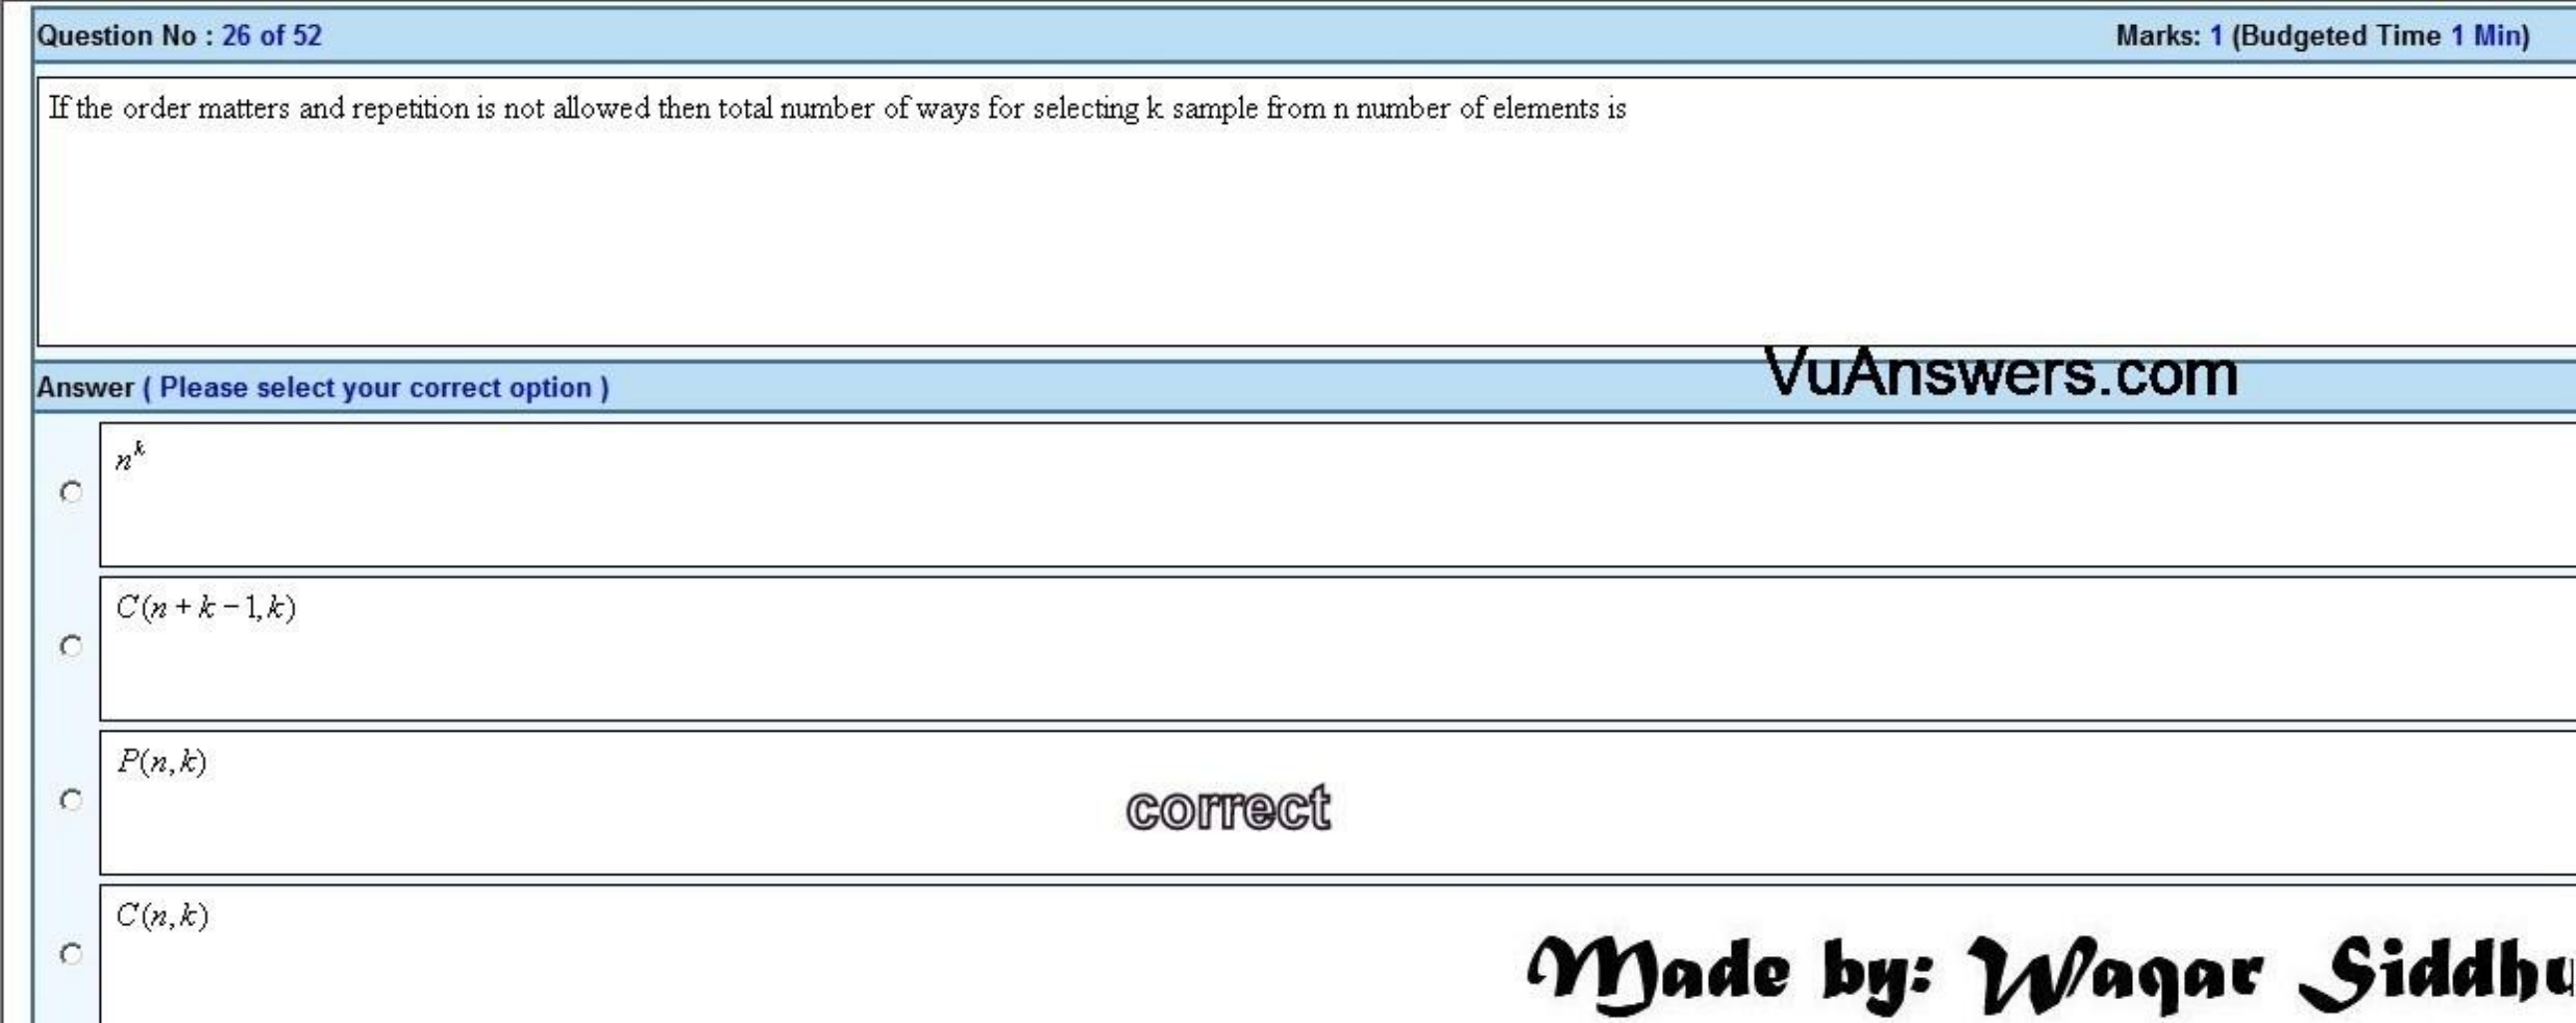 Question No : 26 of 52 Marks: 1 (Budgeted Time 1 Min)
If the order matters and repetition is not allowed then total number of ways for selecting k sample from n number of elements is
VuAnswers.com
Answer ( Please select your correct option )
n^k
C(n + k − 1, k)
P(n, k)
correct
C(n, k)
Made by: Waqar Siddhu